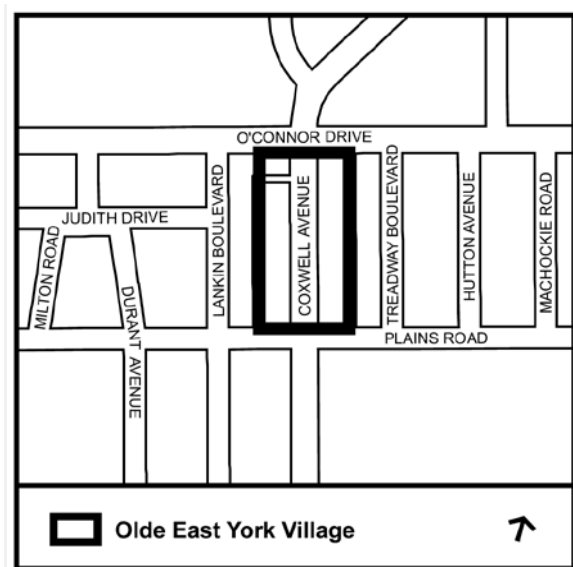 O'CONNOR DRIVE
JUDITH DRIVE
MILTON ROAD
DURANT AVENUE
LANKIN BOULEVARD
COXWELL AVENUE
TREADWAY BOULEVARD
HUTTON AVENUE
MACHOCKIE ROAD
PLAINS ROAD
Olde East York Village